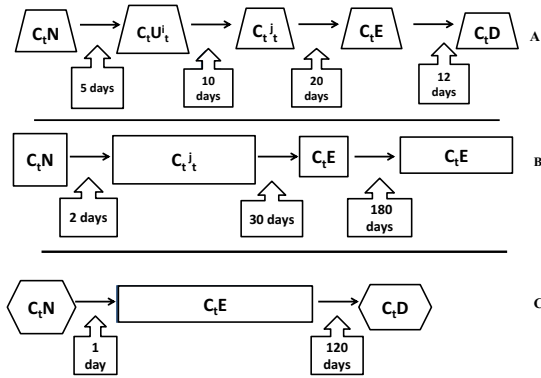 CₜN CₜUⁱₜ Cₜʲₜ CₜE CₜD A
5 days 10 days 20 days 12 days
CₜN Cₜʲₜ CₜE CₜE B
2 days 30 days 180 days
CₜN CₜE CₜD C
1 day 120 days